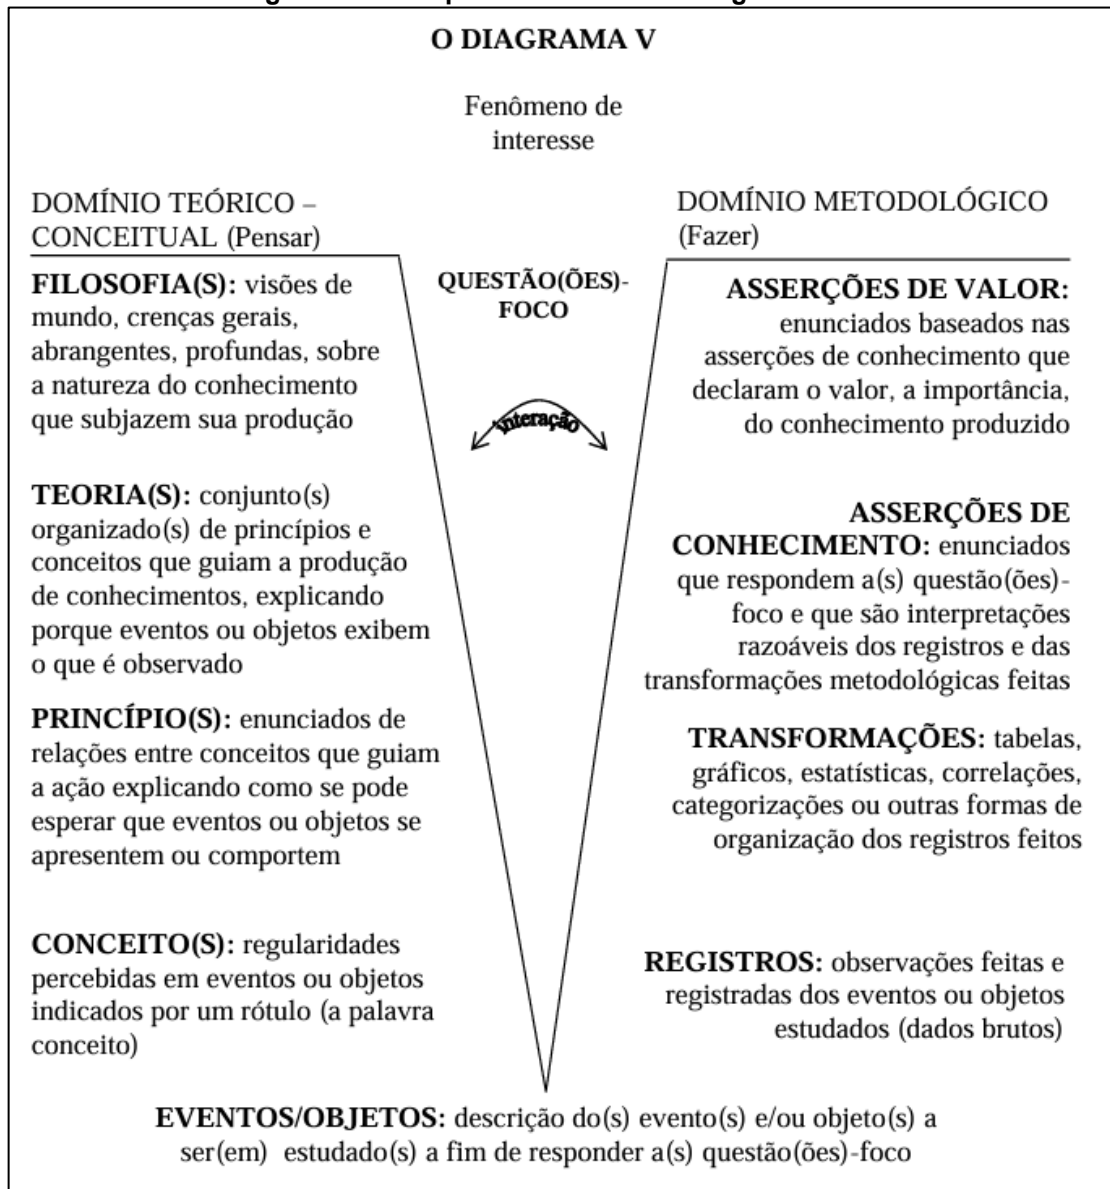 O DIAGRAMA V
Fenômeno de
interesse
DOMÍNIO TEÓRICO –
CONCEITUAL (Pensar)
FILOSOFIA(S): visões de
mundo, crenças gerais,
abrangentes, profundas, sobre
a natureza do conhecimento
que subjazem sua produção
TEORIA(S): conjunto(s)
organizado(s) de princípios e
conceitos que guiam a produção
de conhecimentos, explicando
porque eventos ou objetos exibem
o que é observado
PRINCÍPIO(S): enunciados de
relações entre conceitos que guiam
a ação explicando como se pode
esperar que eventos ou objetos se
apresentem ou comportem
CONCEITO(S): regularidades
percebidas em eventos ou objetos
indicados por um rótulo (a palavra
conceito)
QUESTÃO(ÕES)-
FOCO
interação
DOMÍNIO METODOLÓGICO
(Fazer)
ASSERÇÕES DE VALOR:
enunciados baseados nas
asserções de conhecimento que
declaram o valor, a importância,
do conhecimento produzido
ASSERÇÕES DE
CONHECIMENTO: enunciados
que respondem a(s) questão(ões)-
foco e que são interpretações
razoáveis dos registros e das
transformações metodológicas feitas
TRANSFORMAÇÕES: tabelas,
gráficos, estatísticas, correlações,
categorizações ou outras formas de
organização dos registros feitos
REGISTROS: observações feitas e
registradas dos eventos ou objetos
estudados (dados brutos)
EVENTOS/OBJETOS: descrição do(s) evento(s) e/ou objeto(s) a
ser(em) estudado(s) a fim de responder a(s) questão(ões)-foco